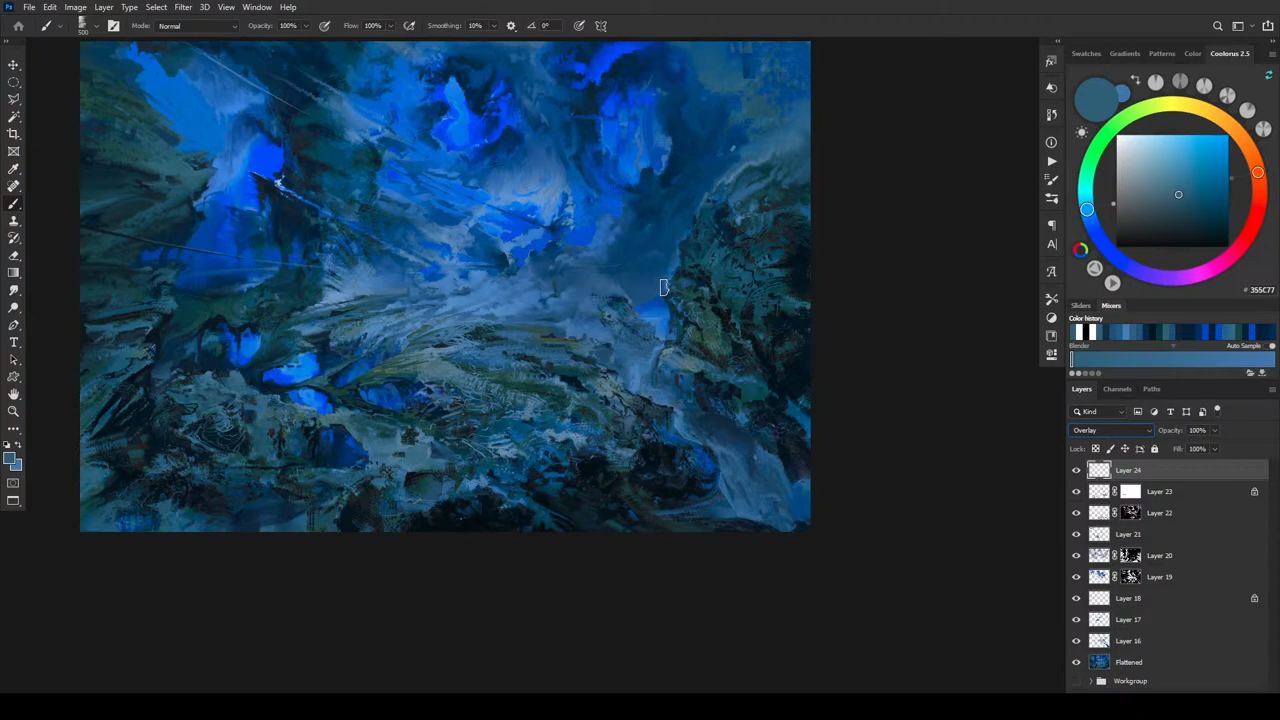 Ps File Edit Image Layer Type Select Filter 3D View Window Help
500 Mode: Normal Opacity: 100% Flow: 100% Smoothing: 10% 0°
Swatches Gradients Patterns Color Coolorus 2.5
# 355C77
Sliders Mixers
Color history
Blender Auto Sample
Layers Channels Paths
Kind
Overlay Opacity: 100%
Lock: Fill: 100%
Layer 24
Layer 23
Layer 22
Layer 21
Layer 20
Layer 19
Layer 18
Layer 17
Layer 16
Flattened
Workgroup